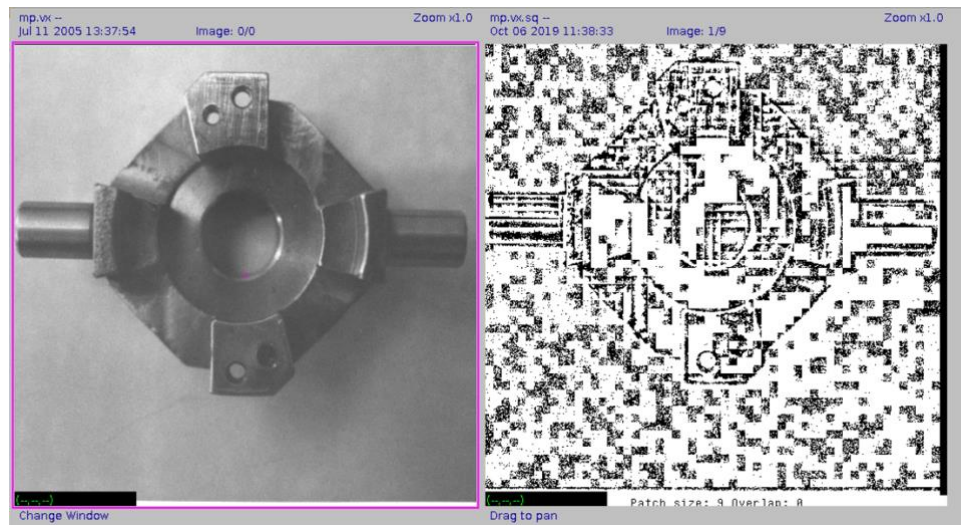 mp.vx --
Zoom x1.0
Jul 11 2005 13:37:54
Image: 0/0
(--,--,--)
Change Window
mp.vx.sq --
Zoom x1.0
Oct 06 2019 11:38:33
Image: 1/9
(--,--,--)
Patch size: 9 Overlap: 0
Drag to pan